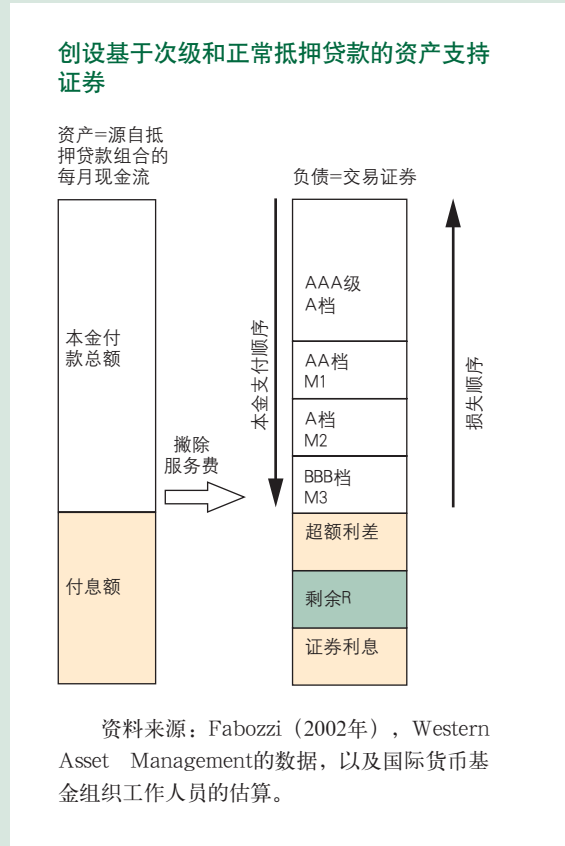 创设基于次级和正常抵押贷款的资产支持
证券
资产=源自抵
押贷款组合的
每月现金流
负债=交易证券
本金付
款总额
付息额
撇除
服务费
本金支付顺序
AAA级
A档
AA档
M1
A档
M2
BBB档
M3
超额利差
剩余R
证券利息
损失顺序
资料来源：Fabozzi（2002年），Western
Asset Management的数据，以及国际货币基
金组织工作人员的估算。